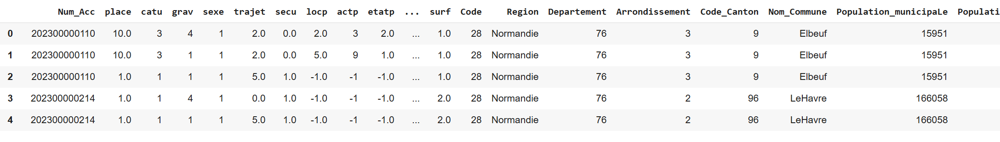 Num_Acc place catu grav sexe trajet secu locp actp etatp ... surf Code Region Departement Arrondissement Code_Canton Nom_Commune Population_municipaLe Populati
0 202300000110 10.0 3 4 1 2.0 0.0 2.0 3 2.0 ... 1.0 28 Normandie 76 3 9 Elbeuf 15951
1 202300000110 10.0 3 1 1 2.0 0.0 5.0 9 1.0 ... 1.0 28 Normandie 76 3 9 Elbeuf 15951
2 202300000110 1.0 1 1 1 5.0 1.0 -1.0 -1 -1.0 ... 1.0 28 Normandie 76 3 9 Elbeuf 15951
3 202300000214 1.0 1 4 1 0.0 1.0 -1.0 -1 -1.0 ... 2.0 28 Normandie 76 2 96 LeHavre 166058
4 202300000214 1.0 1 1 1 5.0 1.0 -1.0 -1 -1.0 ... 2.0 28 Normandie 76 2 96 LeHavre 166058